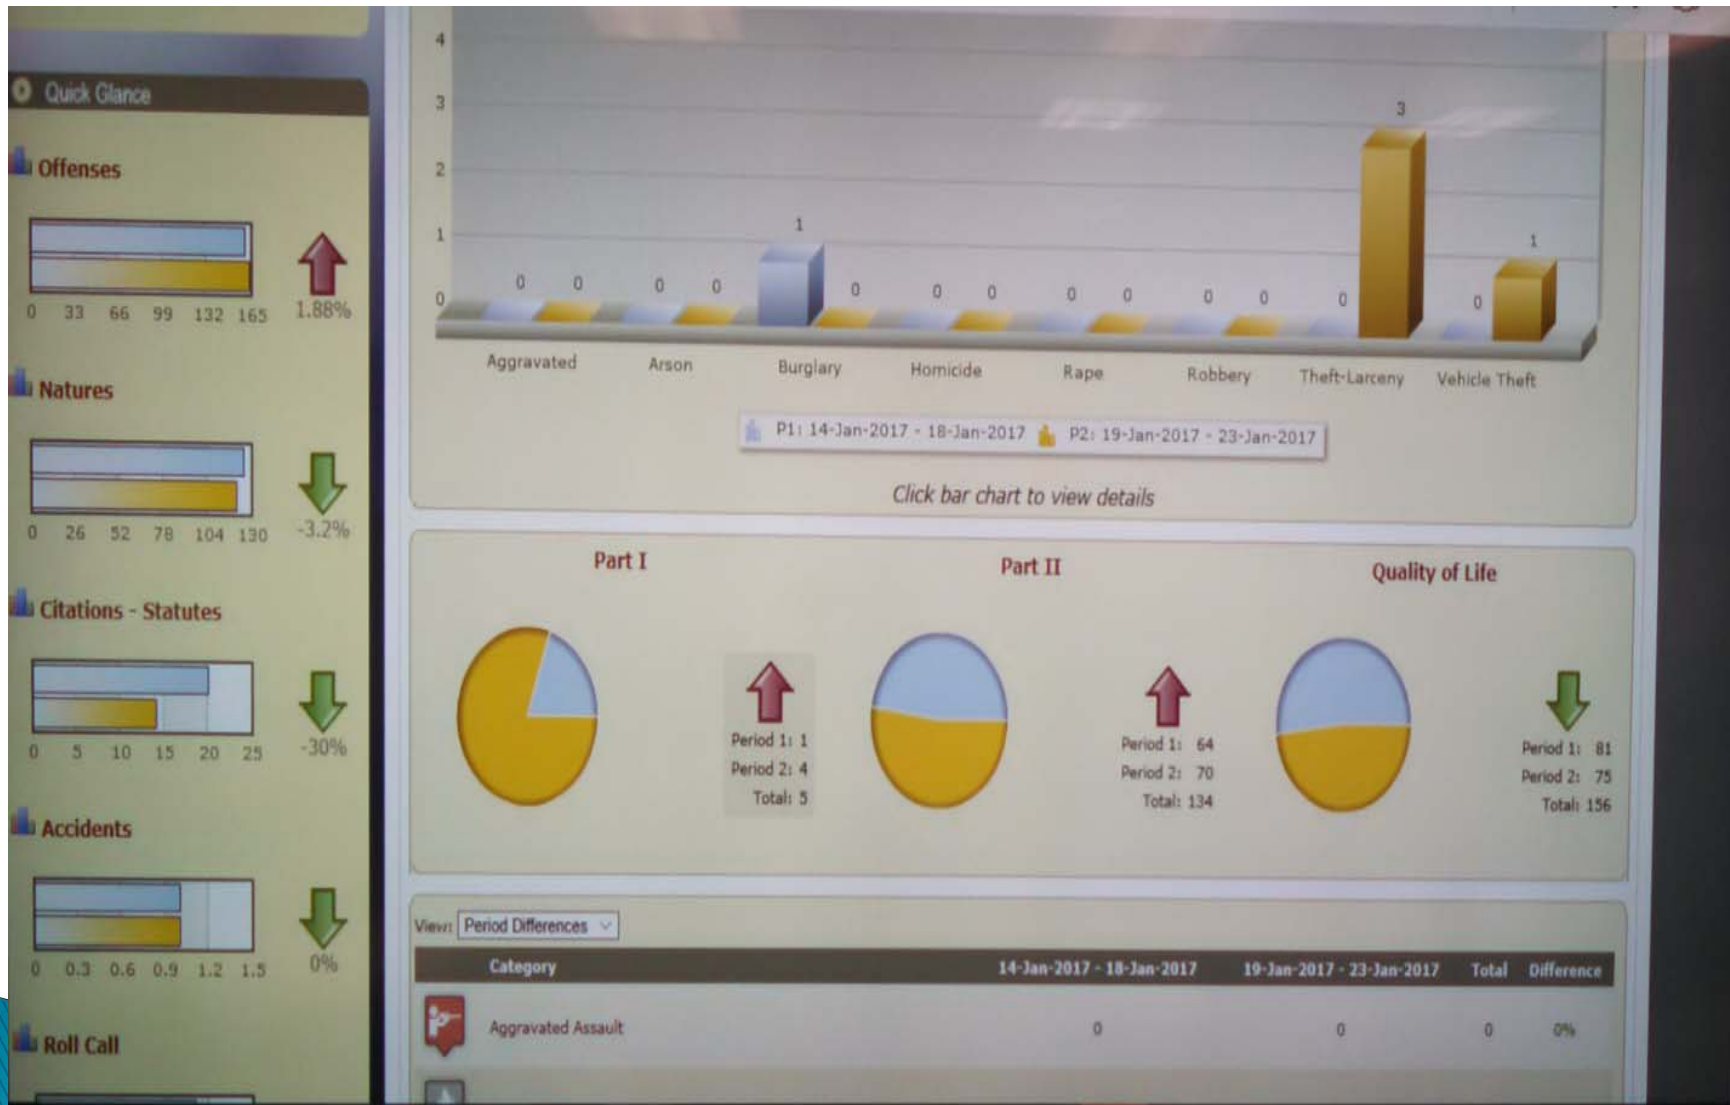 Quick Glance
Offenses
0 33 66 99 132 165
1.88%
Natures
0 26 52 78 104 130
-3.2%
Citations - Statutes
0 5 10 15 20 25
-30%
Accidents
0 0.3 0.6 0.9 1.2 1.5
0%
Roll Call
4
3
2
1
0
0 0 0 0 1 0 0 0 0 0 0 0 0 3 0 1
Aggravated Arson Burglary Homicide Rape Robbery Theft-Larceny Vehicle Theft
P1: 14-Jan-2017 - 18-Jan-2017 P2: 19-Jan-2017 - 23-Jan-2017
Click bar chart to view details
Part I
Period 1: 1
Period 2: 4
Total: 5
Part II
Period 1: 64
Period 2: 70
Total: 134
Quality of Life
Period 1: 81
Period 2: 75
Total: 156
View: Period Differences
Category 14-Jan-2017 - 18-Jan-2017 19-Jan-2017 - 23-Jan-2017 Total Difference
Aggravated Assault 0 0 0 0%